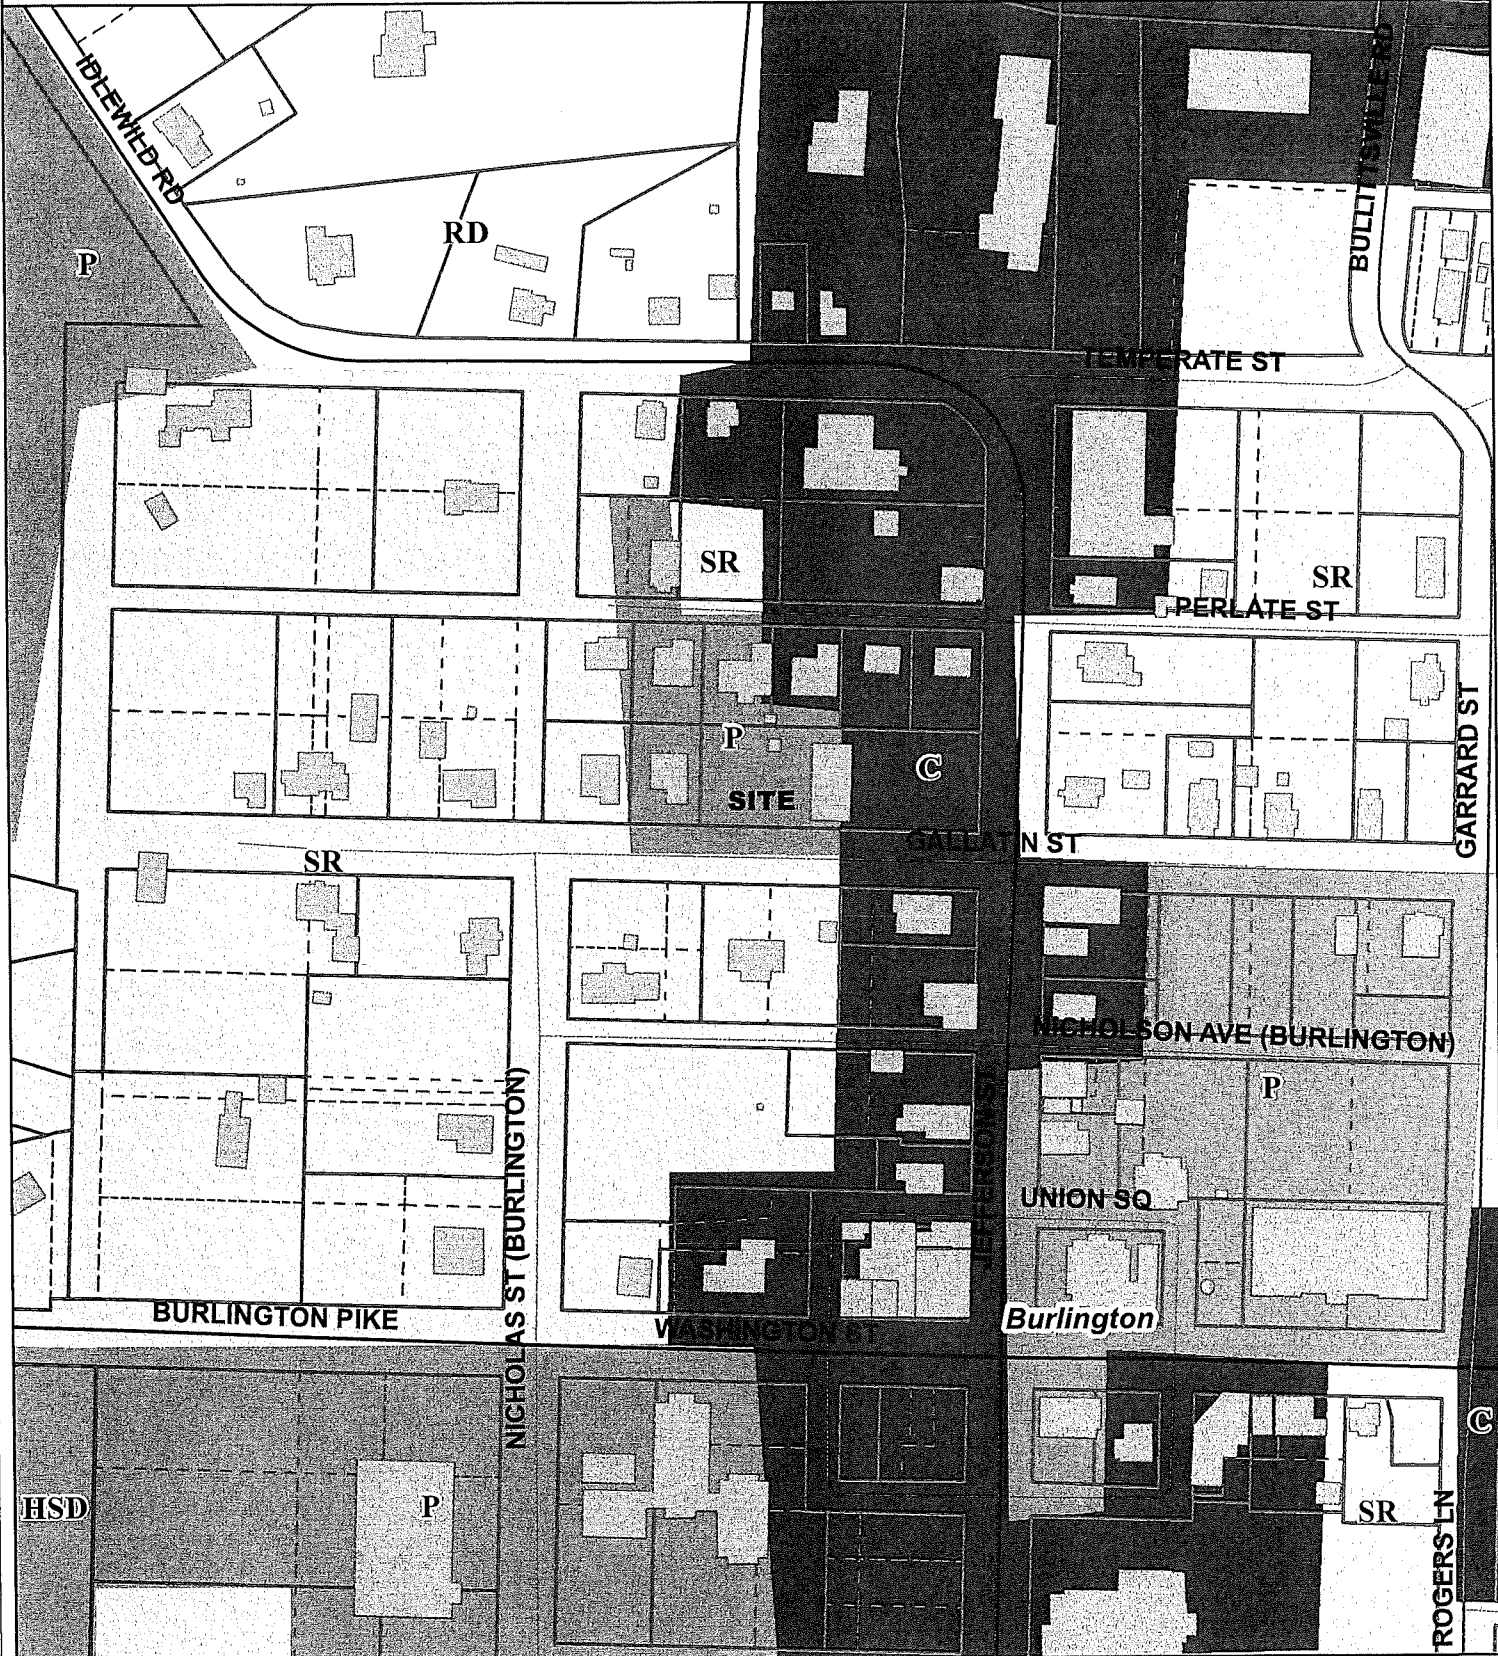 IDLEWILD RD
BULLITTSVILLE RD
P
RD
TEMPERATE ST
SR
SR
PERLATE ST
P
C
SITE
GARRARD ST
GALLATIN ST
SR
NICHOLSON AVE (BURLINGTON)
P
NICHOLAS ST (BURLINGTON)
JEFFERSON ST
UNION SQ
BURLINGTON PIKE
WASHINGTON ST
Burlington
C
HSD
P
SR
ROGERS LN